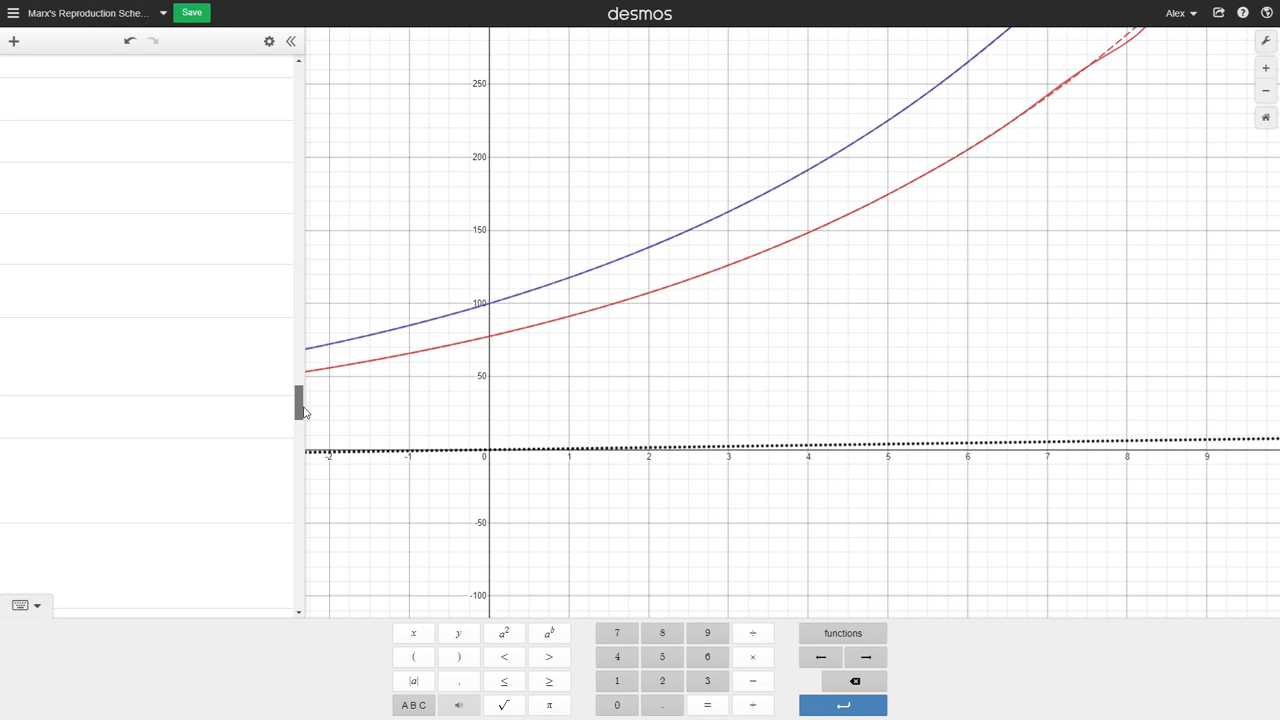 Marx's Reproduction Sche...
Save
desmos
Alex
250
200
150
100
50
-2 -1 0 1 2 3 4 5 6 7 8 9
-50
-100
x y a² aᵇ 7 8 9 ÷ functions
( ) < > 4 5 6 × ← →
|a| , ≤ ≥ 1 2 3 −
A B C √ π 0 . = +